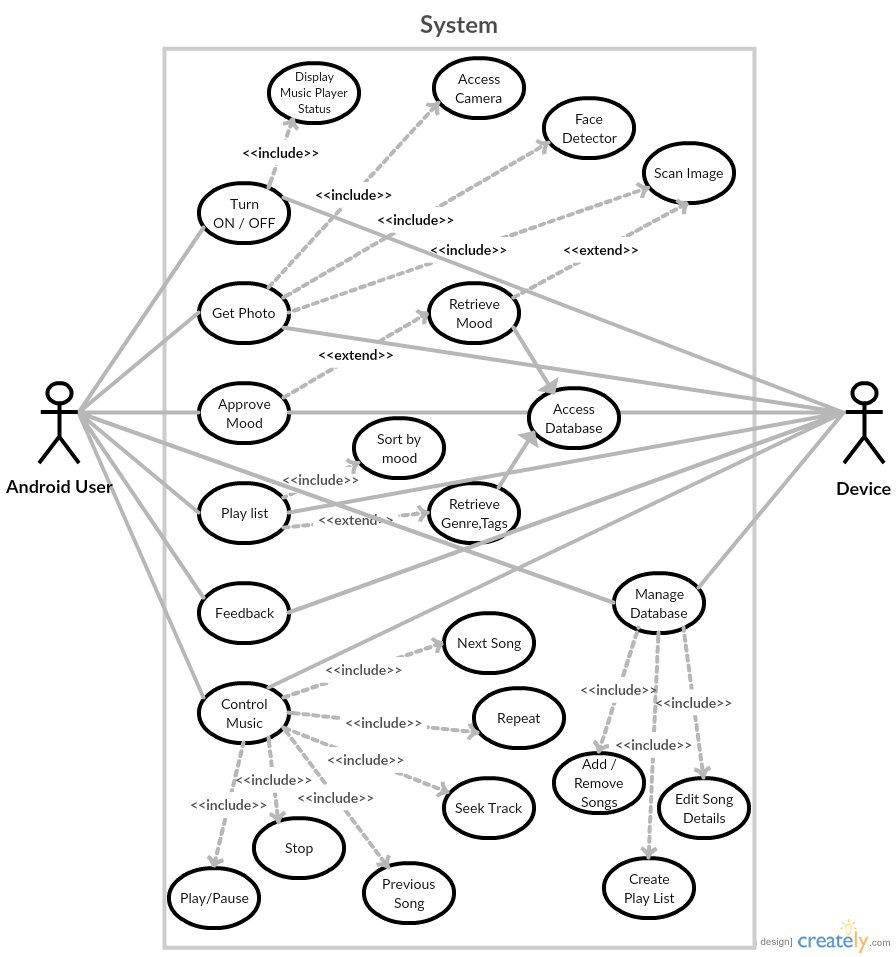 System
Display
Music Player
Status
Access
Camera
Face
Detector
<<include>>
Scan Image
Turn
ON / OFF
<<include>>
<<include>>
<<include>>
<<extend>>
Get Photo
Retrieve
Mood
<<extend>>
Approve
Mood
Access
Database
Sort by
mood
Android User
Device
<<include>>
Play list
<<extend>>
Retrieve
Genre,Tags
Feedback
Manage
Database
Next Song
<<include>>
<<include>>
<<include>>
Control
Music
<<include>>
Repeat
<<include>>
<<include>>
Add /
Remove
Songs
<<include>>
<<include>>
<<include>>
Seek Track
Edit Song
Details
Stop
Play/Pause
Previous
Song
Create
Play List
design] creately.com